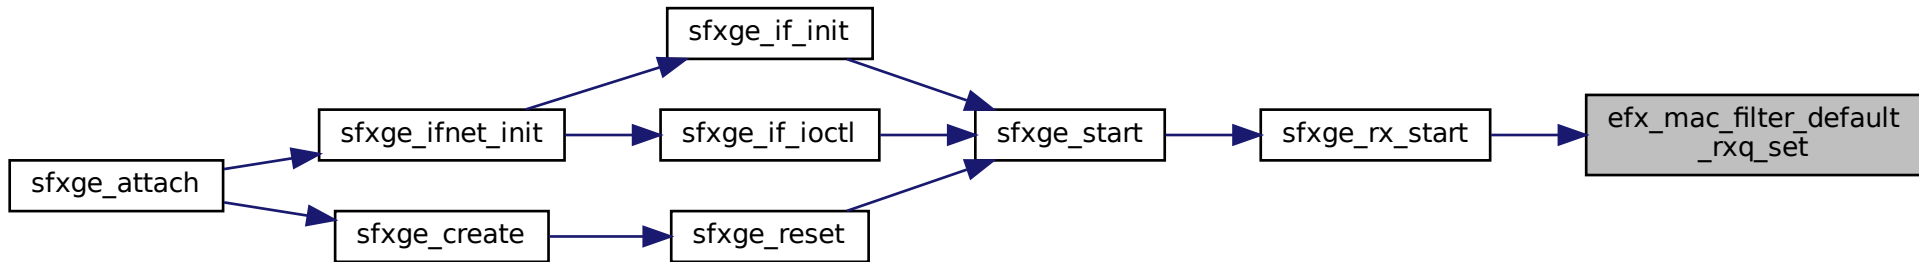 sfxge_attach
sfxge_ifnet_init
sfxge_create
sfxge_if_init
sfxge_if_ioctl
sfxge_reset
sfxge_start
sfxge_rx_start
efx_mac_filter_default
_rxq_set